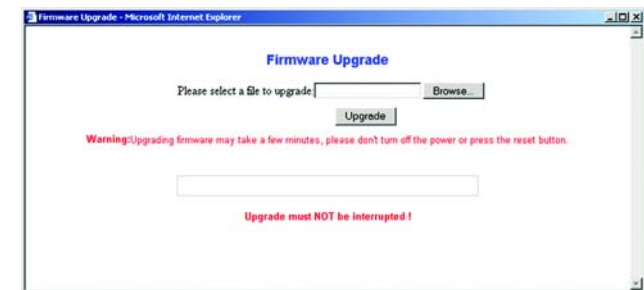 Firmware Upgrade - Microsoft Internet Explorer
Firmware Upgrade
Please select a file to upgrade: Browse...
Upgrade
Warning:Upgrading firmware may take a few minutes, please don't turn off the power or press the reset button.
Upgrade must NOT be interrupted !